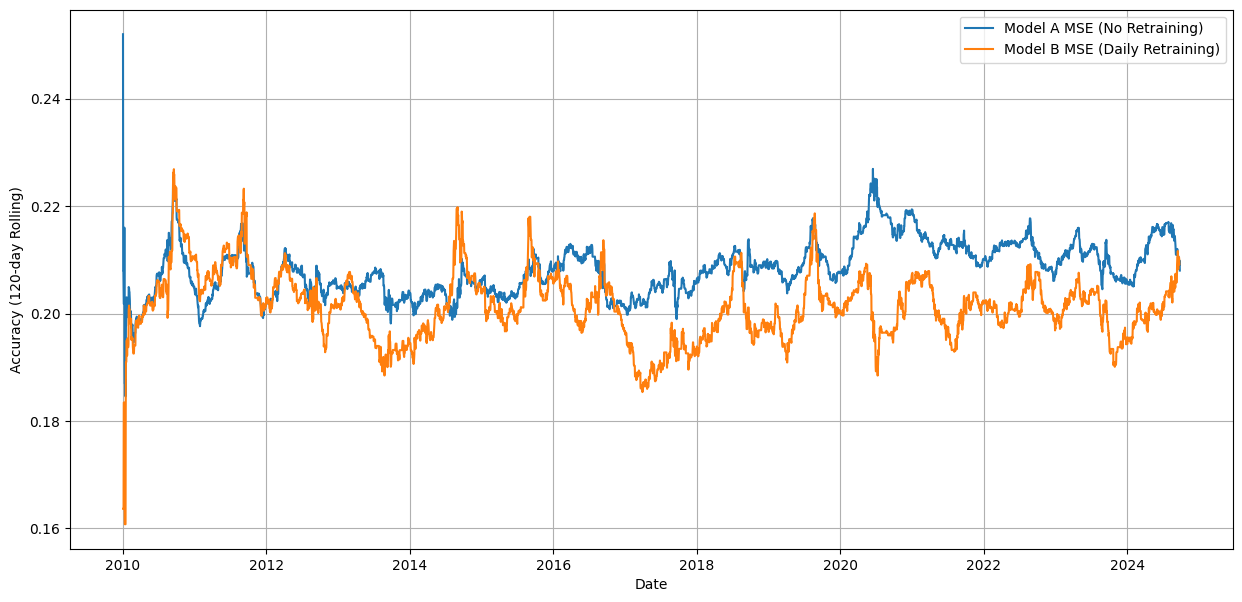 Model A MSE (No Retraining)
Model B MSE (Daily Retraining)
Accuracy (120-day Rolling)
0.24
0.22
0.20
0.18
0.16
2010 2012 2014 2016 2018 2020 2022 2024
Date